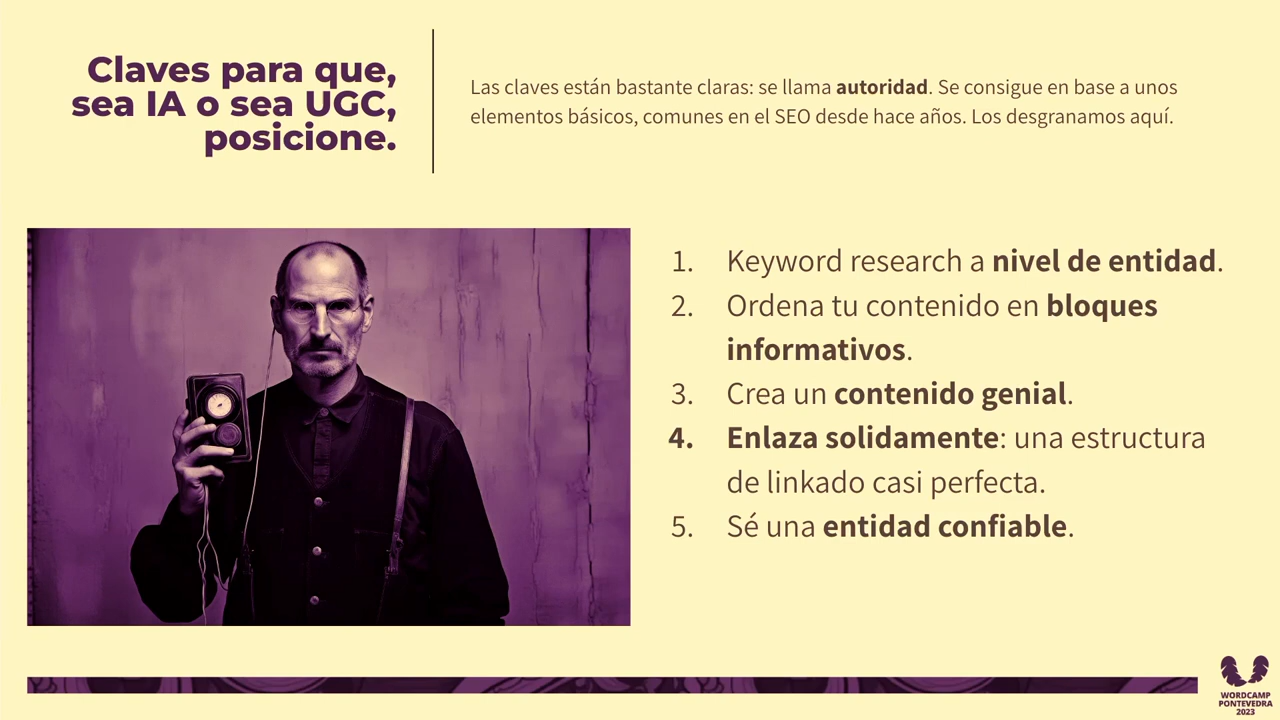 Claves para que,
sea IA o sea UGC,
posicione.
Las claves están bastante claras: se llama autoridad. Se consigue en base a unos
elementos básicos, comunes en el SEO desde hace años. Los desgranamos aquí.
1. Keyword research a nivel de entidad.
2. Ordena tu contenido en bloques
informativos.
3. Crea un contenido genial.
4. Enlaza solidamente: una estructura
de linkado casi perfecta.
5. Sé una entidad confiable.
WORDCAMP
PONTEVEDRA
2023